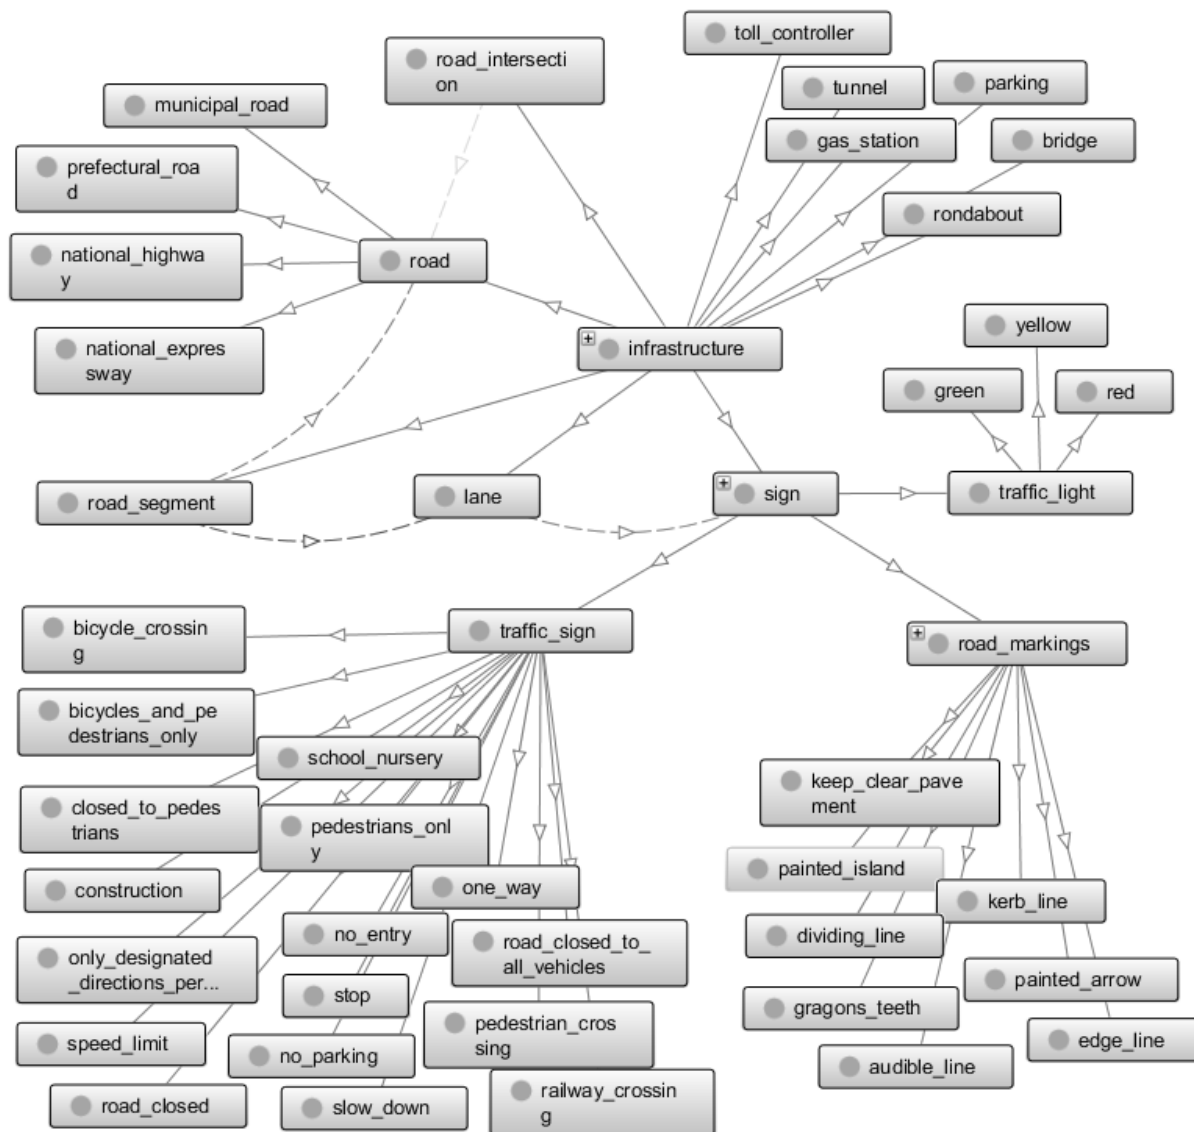 toll_controller
road_intersecti
on
tunnel
parking
municipal_road
gas_station
bridge
prefectural_roa
d
rondabout
national_highwa
y
road
yellow
national_expres
sway
infrastructure
green
red
road_segment
lane
sign
traffic_light
bicycle_crossin
g
traffic_sign
road_markings
bicycles_and_pe
destrians_only
school_nursery
keep_clear_pave
ment
closed_to_pedes
trians
pedestrians_onl
y
painted_island
construction
one_way
kerb_line
no_entry
road_closed_to_
all_vehicles
dividing_line
only_designated
_directions_per...
stop
painted_arrow
gragons_teeth
speed_limit
no_parking
pedestrian_cros
sing
edge_line
audible_line
road_closed
slow_down
railway_crossin
g